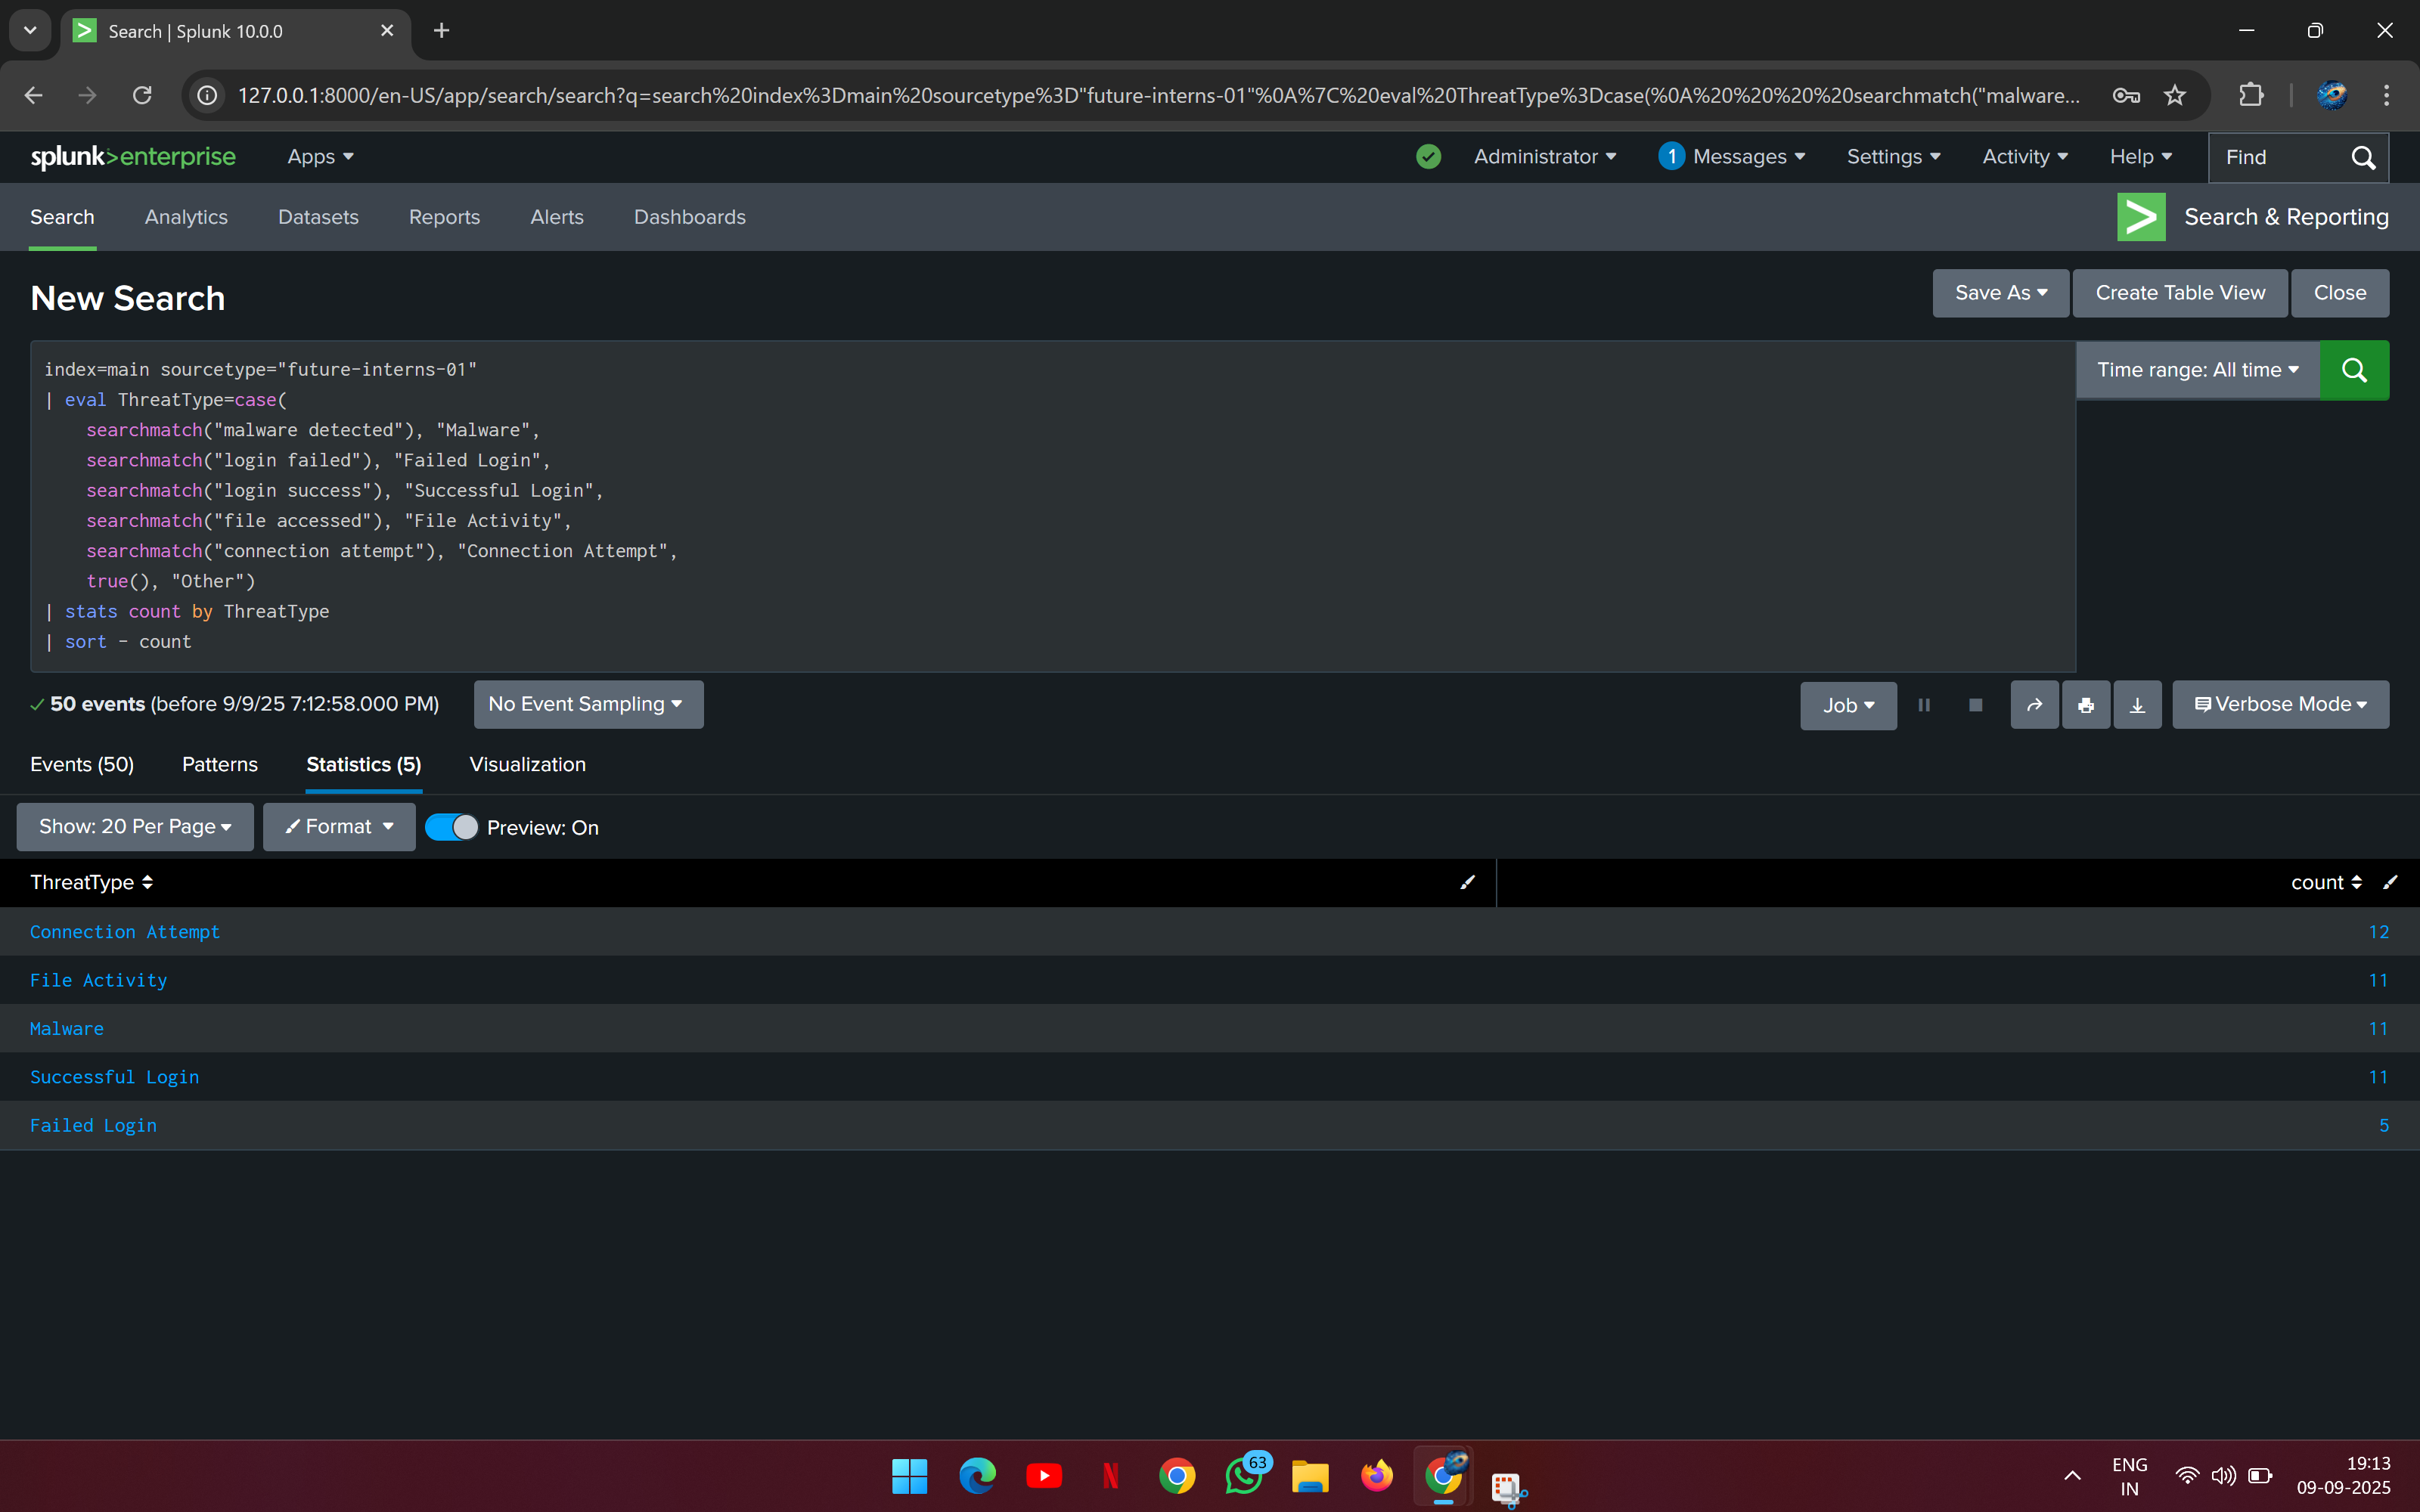 Search | Splunk 10.0.0
127.0.0.1:8000/en-US/app/search/search?q=search%20index%3Dmain%20sourcetype%3D"future-interns-01"%0A%7C%20eval%20ThreatType%3Dcase(%0A%20%20%20%20searchmatch("malware...
splunk>enterprise Apps Administrator 1 Messages Settings Activity Help Find
Search Analytics Datasets Reports Alerts Dashboards Search & Reporting
New Search Save As Create Table View Close
index=main sourcetype="future-interns-01" Time range: All time
| eval ThreatType=case(
searchmatch("malware detected"), "Malware",
searchmatch("login failed"), "Failed Login",
searchmatch("login success"), "Successful Login",
searchmatch("file accessed"), "File Activity",
searchmatch("connection attempt"), "Connection Attempt",
true(), "Other")
| stats count by ThreatType
| sort - count
50 events (before 9/9/25 7:12:58.000 PM) No Event Sampling Job Verbose Mode
Events (50) Patterns Statistics (5) Visualization
Show: 20 Per Page Format Preview: On
ThreatType count
Connection Attempt 12
File Activity 11
Malware 11
Successful Login 11
Failed Login 5
63
ENG 19:13
IN 09-09-2025